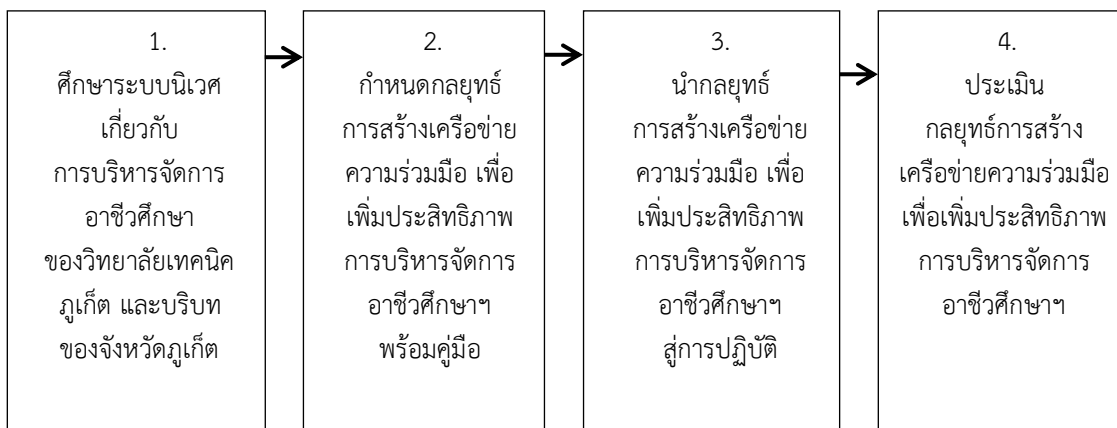 1.
ศึกษาระบบนิเวศ
เกี่ยวกับ
การบริหารจัดการ
อาชีวศึกษา
ของวิทยาลัยเทคนิค
ภูเก็ต และบริบท
ของจังหวัดภูเก็ต
2.
กำหนดกลยุทธ์
การสร้างเครือข่าย
ความร่วมมือ เพื่อ
เพิ่มประสิทธิภาพ
การบริหารจัดการ
อาชีวศึกษาฯ
พร้อมคู่มือ
3.
นำกลยุทธ์
การสร้างเครือข่าย
ความร่วมมือ เพื่อ
เพิ่มประสิทธิภาพ
การบริหารจัดการ
อาชีวศึกษาฯ
สู่การปฏิบัติ
4.
ประเมิน
กลยุทธ์การสร้าง
เครือข่ายความร่วมมือ
เพื่อเพิ่มประสิทธิภาพ
การบริหารจัดการ
อาชีวศึกษาฯ